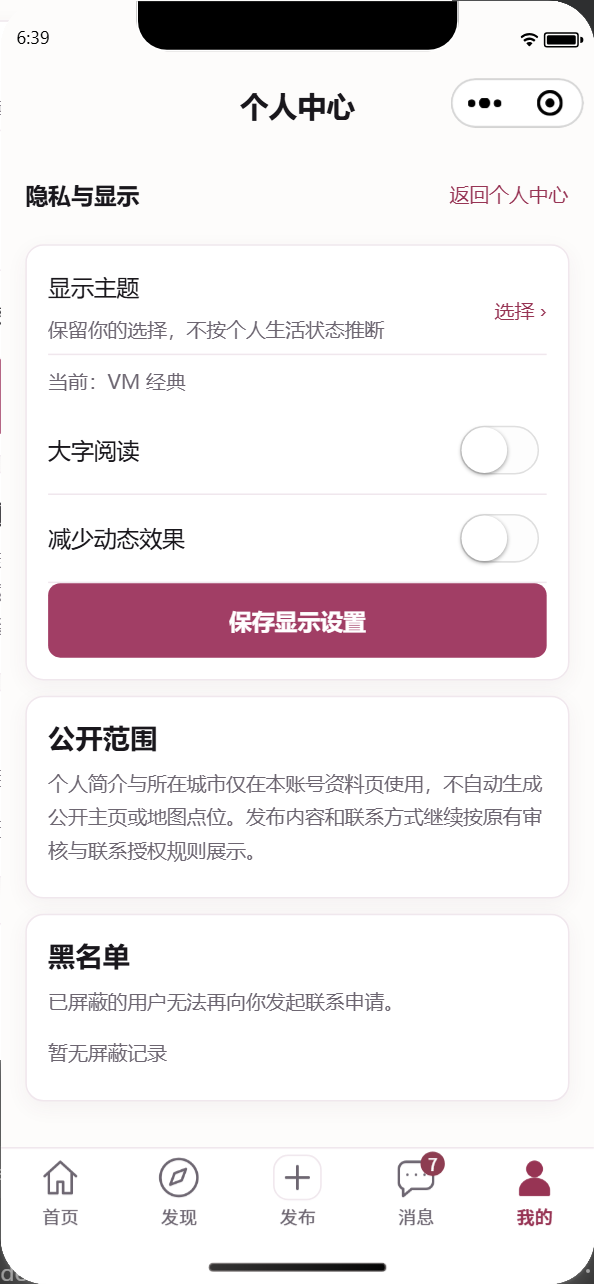 6:39
个人中心
隐私与显示
返回个人中心
显示主题
保留你的选择，不按个人生活状态推断
选择 ›
当前：VM 经典
大字阅读
减少动态效果
保存显示设置
公开范围
个人简介与所在城市仅在本账号资料页使用，不自动生成
公开主页或地图点位。发布内容和联系方式继续按原有审
核与联系授权规则展示。
黑名单
已屏蔽的用户无法再向你发起联系申请。
暂无屏蔽记录
7
首页
发现
发布
消息
我的